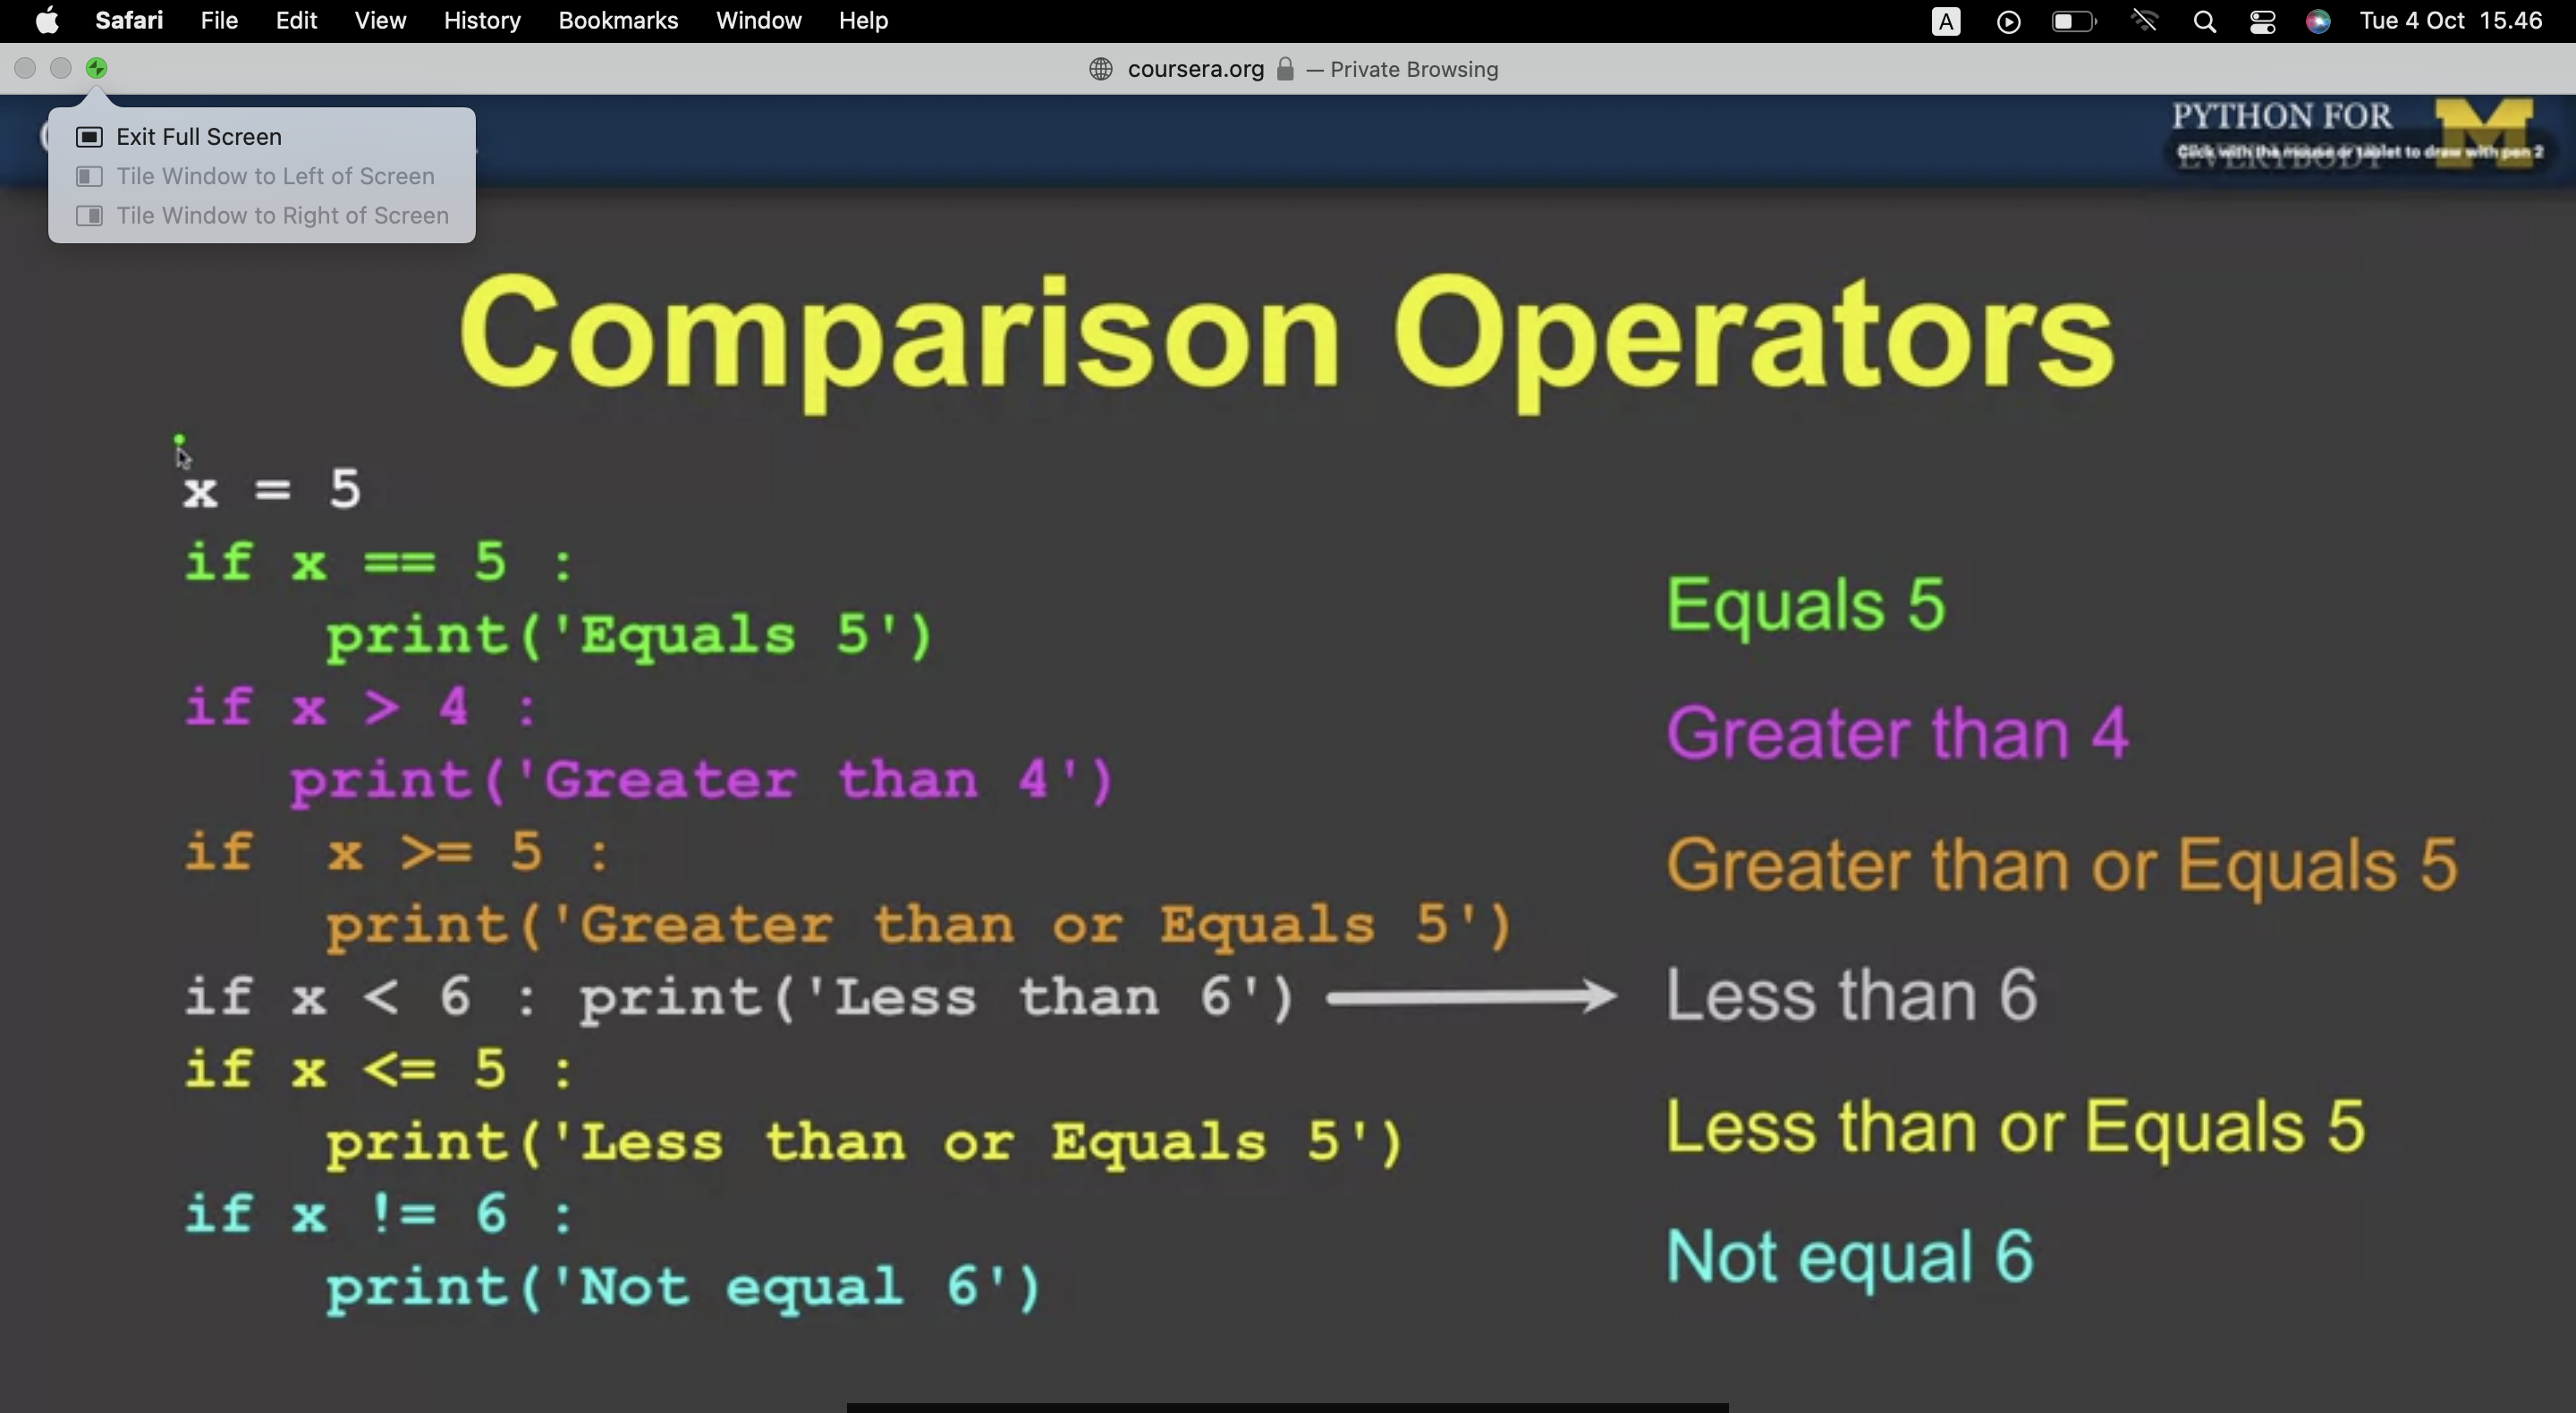 Safari File Edit View History Bookmarks Window Help A Tue 4 Oct 15.46
coursera.org — Private Browsing
Exit Full Screen
Tile Window to Left of Screen
Tile Window to Right of Screen
PYTHON FOR
EVERYBODY
Click with the mouse or tablet to draw with pen 2
M
Comparison Operators
x = 5
if x == 5 :
    print('Equals 5')
if x > 4 :
   print('Greater than 4')
if  x >= 5 :
    print('Greater than or Equals 5')
if x < 6 : print('Less than 6')
if x <= 5 :
    print('Less than or Equals 5')
if x != 6 :
    print('Not equal 6')
Equals 5
Greater than 4
Greater than or Equals 5
Less than 6
Less than or Equals 5
Not equal 6